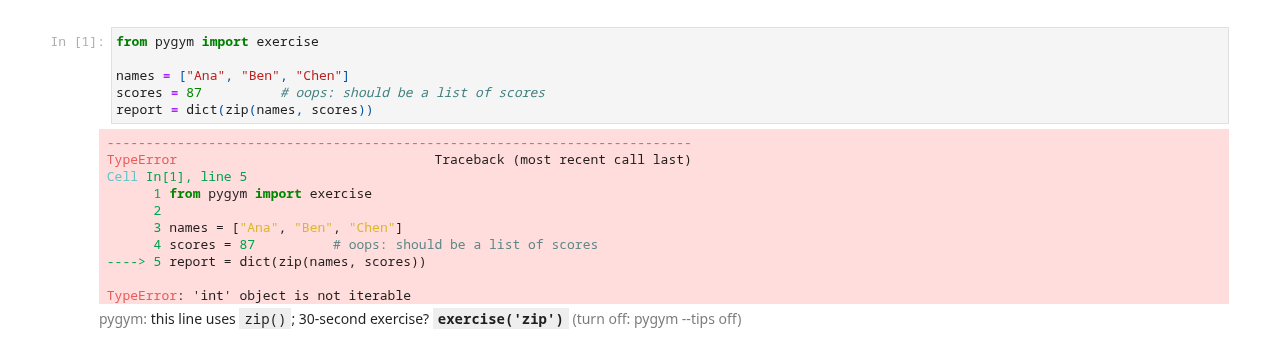 In [1]: from pygym import exercise
names = ["Ana", "Ben", "Chen"]
scores = 87          # oops: should be a list of scores
report = dict(zip(names, scores))
---------------------------------------------------------------------------
TypeError                                 Traceback (most recent call last)
Cell In[1], line 5
      1 from pygym import exercise
      2
      3 names = ["Ana", "Ben", "Chen"]
      4 scores = 87          # oops: should be a list of scores
----> 5 report = dict(zip(names, scores))
TypeError: 'int' object is not iterable
pygym: this line uses zip(); 30-second exercise? exercise('zip') (turn off: pygym --tips off)